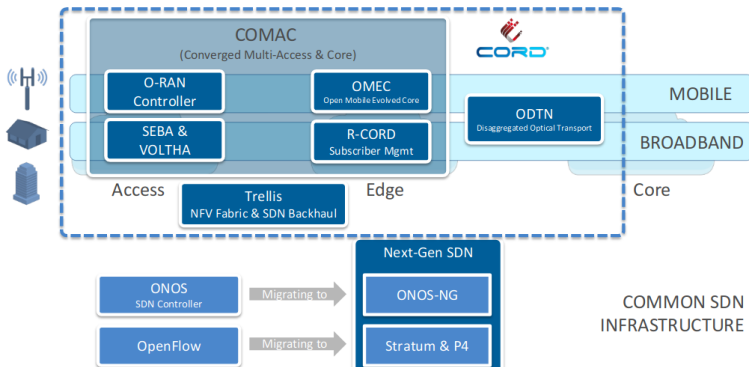 COMAC
(Converged Multi-Access & Core)
CORD®
O-RAN
Controller
OMEC
Open Mobile Evolved Core
MOBILE
ODTN
Disaggregated Optical Transport
SEBA &
VOLTHA
R-CORD
Subscriber Mgmt
BROADBAND
Access
Edge
Core
Trellis
NFV Fabric & SDN Backhaul
Next-Gen SDN
ONOS
SDN Controller
Migrating to
ONOS-NG
COMMON SDN
INFRASTRUCTURE
OpenFlow
Migrating to
Stratum & P4